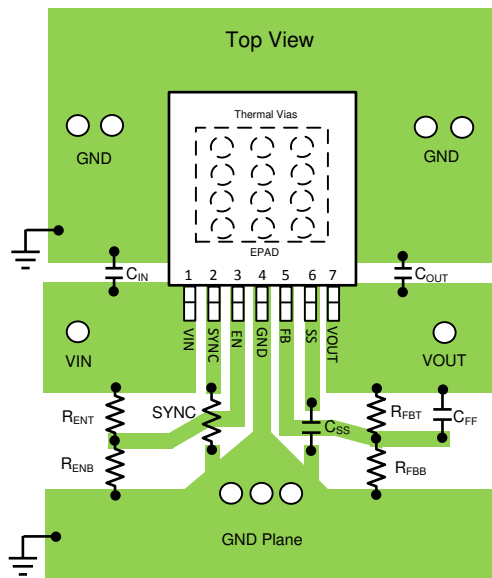 Top View
Thermal Vias
GND
GND
EPAD
1 2 3 4 5 6 7
CIN
COUT
VIN SYNC EN GND FB SS VOUT
VIN
VOUT
RENT
SYNC
RFBT
CFF
CSS
RENB
RFBB
GND Plane